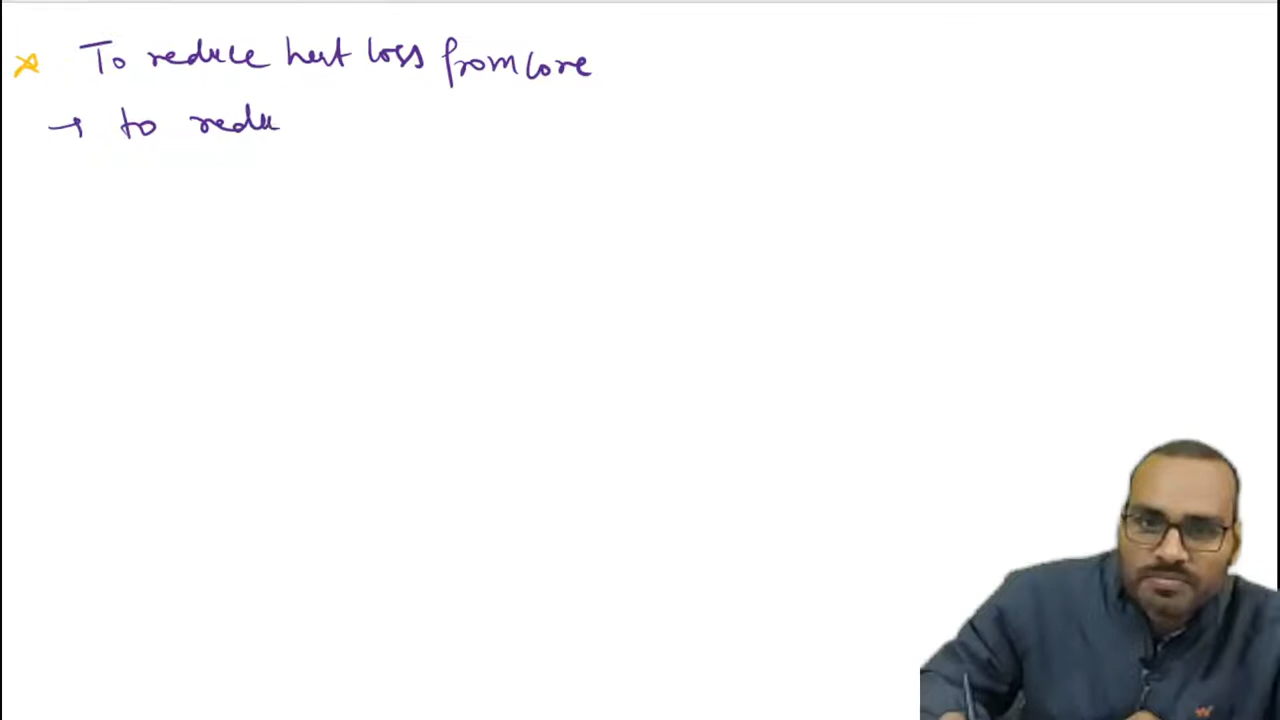 To reduce heat loss from core
→ to redu